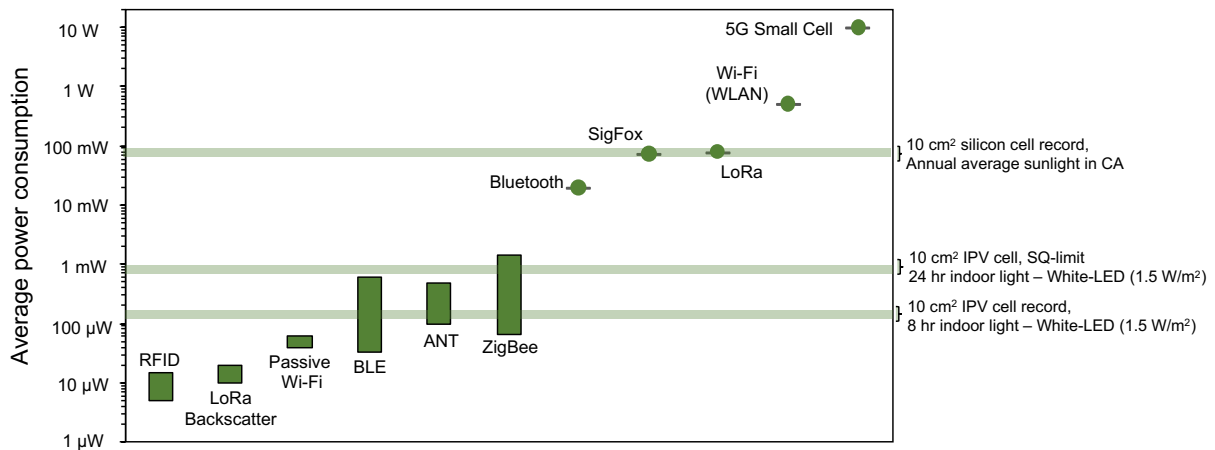 Average power consumption
10 W
1 W
100 mW
10 mW
1 mW
100 µW
10 µW
1 µW
RFID
LoRa
Backscatter
Passive
Wi-Fi
BLE
ANT
ZigBee
Bluetooth
SigFox
LoRa
Wi-Fi
(WLAN)
5G Small Cell
10 cm² silicon cell record,
Annual average sunlight in CA
10 cm² IPV cell, SQ-limit
24 hr indoor light – White-LED (1.5 W/m²)
10 cm² IPV cell record,
8 hr indoor light – White-LED (1.5 W/m²)